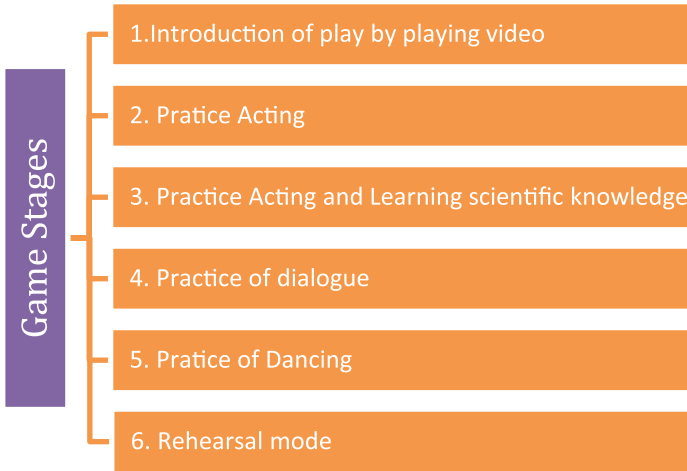 Game Stages
1.Introduction of play by playing video
2. Pratice Acting
3. Practice Acting and Learning scientific knowledge
4. Practice of dialogue
5. Pratice of Dancing
6. Rehearsal mode